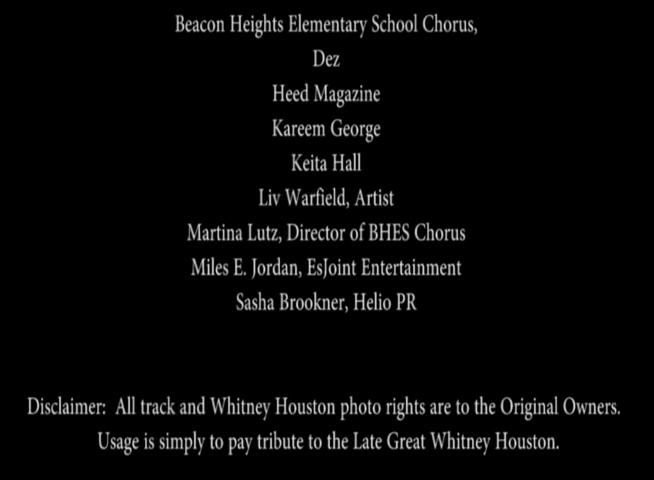 Beacon Heights Elementary School Chorus,
Dez
Heed Magazine
Kareem George
Keita Hall
Liv Warfield, Artist
Martina Lutz, Director of BHES Chorus
Miles E. Jordan, EsJoint Entertainment
Sasha Brookner, Helio PR
Disclaimer:  All track and Whitney Houston photo rights are to the Original Owners.
Usage is simply to pay tribute to the Late Great Whitney Houston.